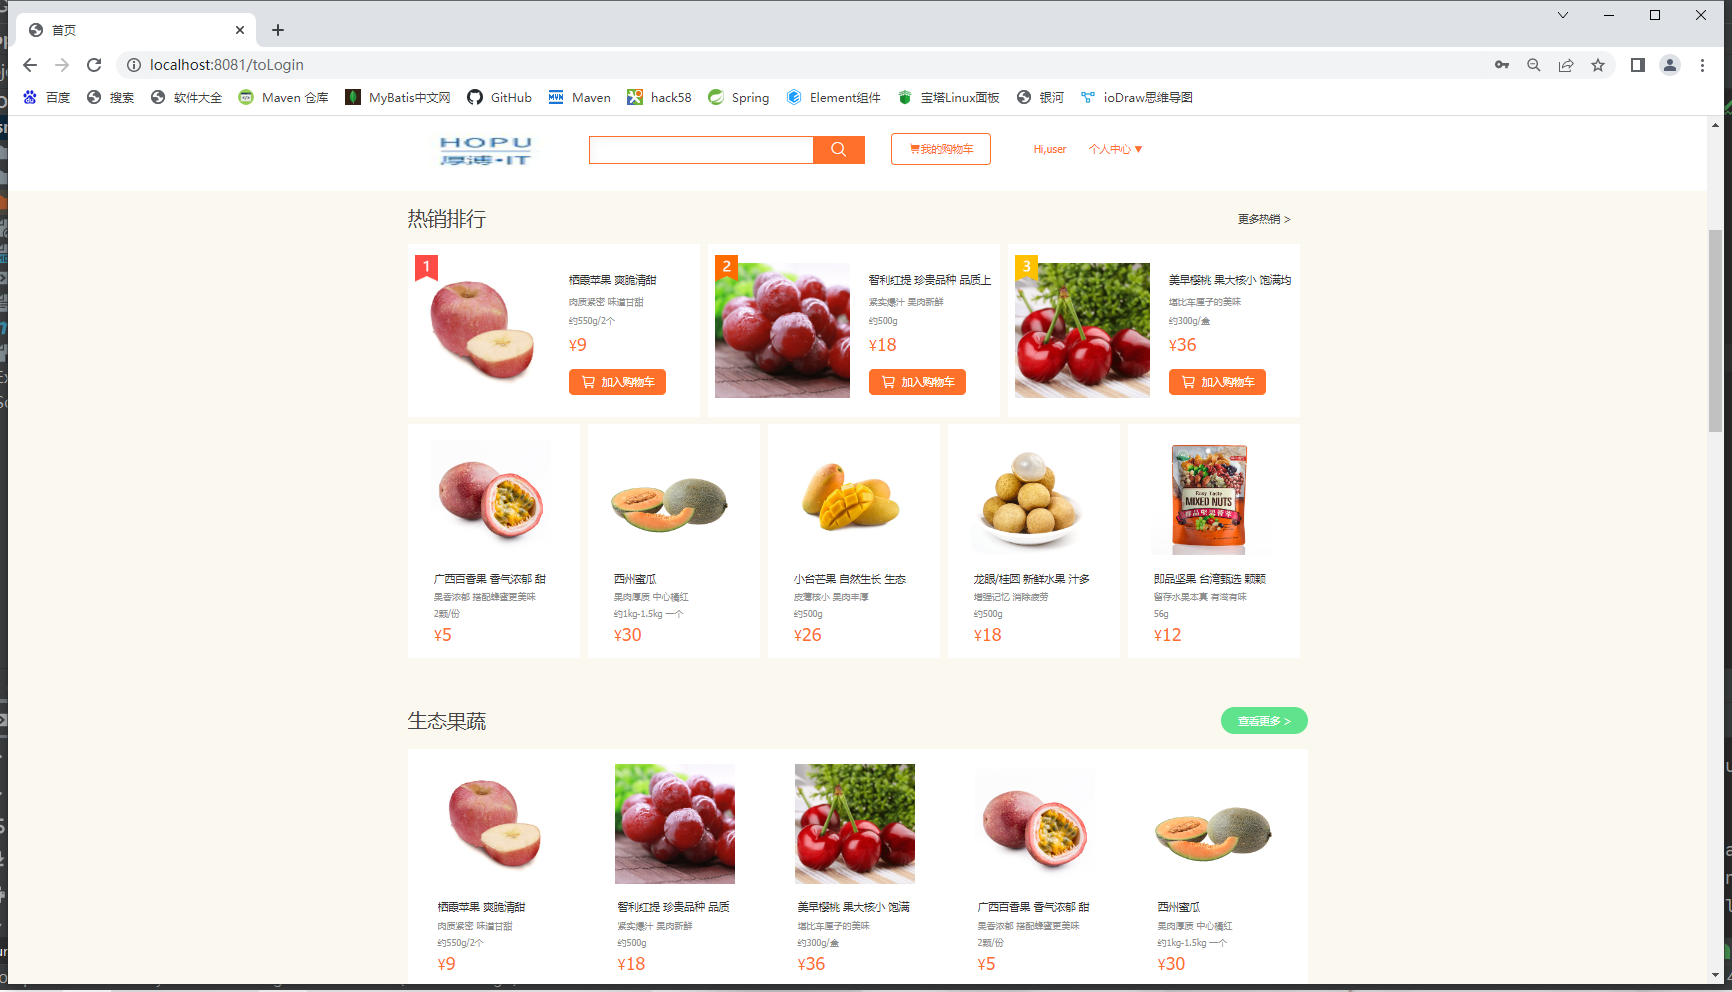 首页
localhost:8081/toLogin
百度 搜索 软件大全 Maven 仓库 MyBatis中文网 GitHub Maven hack58 Spring Element组件 宝塔Linux面板 银河 ioDraw思维导图
HOPU
厚溥·IT
我的购物车 Hi,user 个人中心 ▼
热销排行 更多热销 >
1
栖霞苹果 爽脆清甜
肉质紧密 味道甘甜
约550g/2个
¥9
加入购物车
2
智利红提 珍贵品种 品质上
紧实爆汁 果肉新鲜
约500g
¥18
加入购物车
3
美早樱桃 果大核小 饱满均
堪比车厘子的美味
约300g/盒
¥36
加入购物车
广西百香果 香气浓郁 甜
果香浓郁 搭配蜂蜜更美味
2颗/份
¥5
西州蜜瓜
果肉厚质 中心橘红
约1kg-1.5kg 一个
¥30
小台芒果 自然生长 生态
皮薄核小 果肉丰厚
约500g
¥26
龙眼/桂圆 新鲜水果 汁多
增强记忆 消除疲劳
约500g
¥18
Easy Taste
MIXED NUTS
即品坚果 台湾甄选 颗颗
留存水果本真 有滋有味
56g
¥12
生态果蔬 查看更多 >
栖霞苹果 爽脆清甜
肉质紧密 味道甘甜
约550g/2个
¥9
智利红提 珍贵品种 品质
紧实爆汁 果肉新鲜
约500g
¥18
美早樱桃 果大核小 饱满
堪比车厘子的美味
约300g/盒
¥36
广西百香果 香气浓郁 甜
果香浓郁 搭配蜂蜜更美味
2颗/份
¥5
西州蜜瓜
果肉厚质 中心橘红
约1kg-1.5kg 一个
¥30